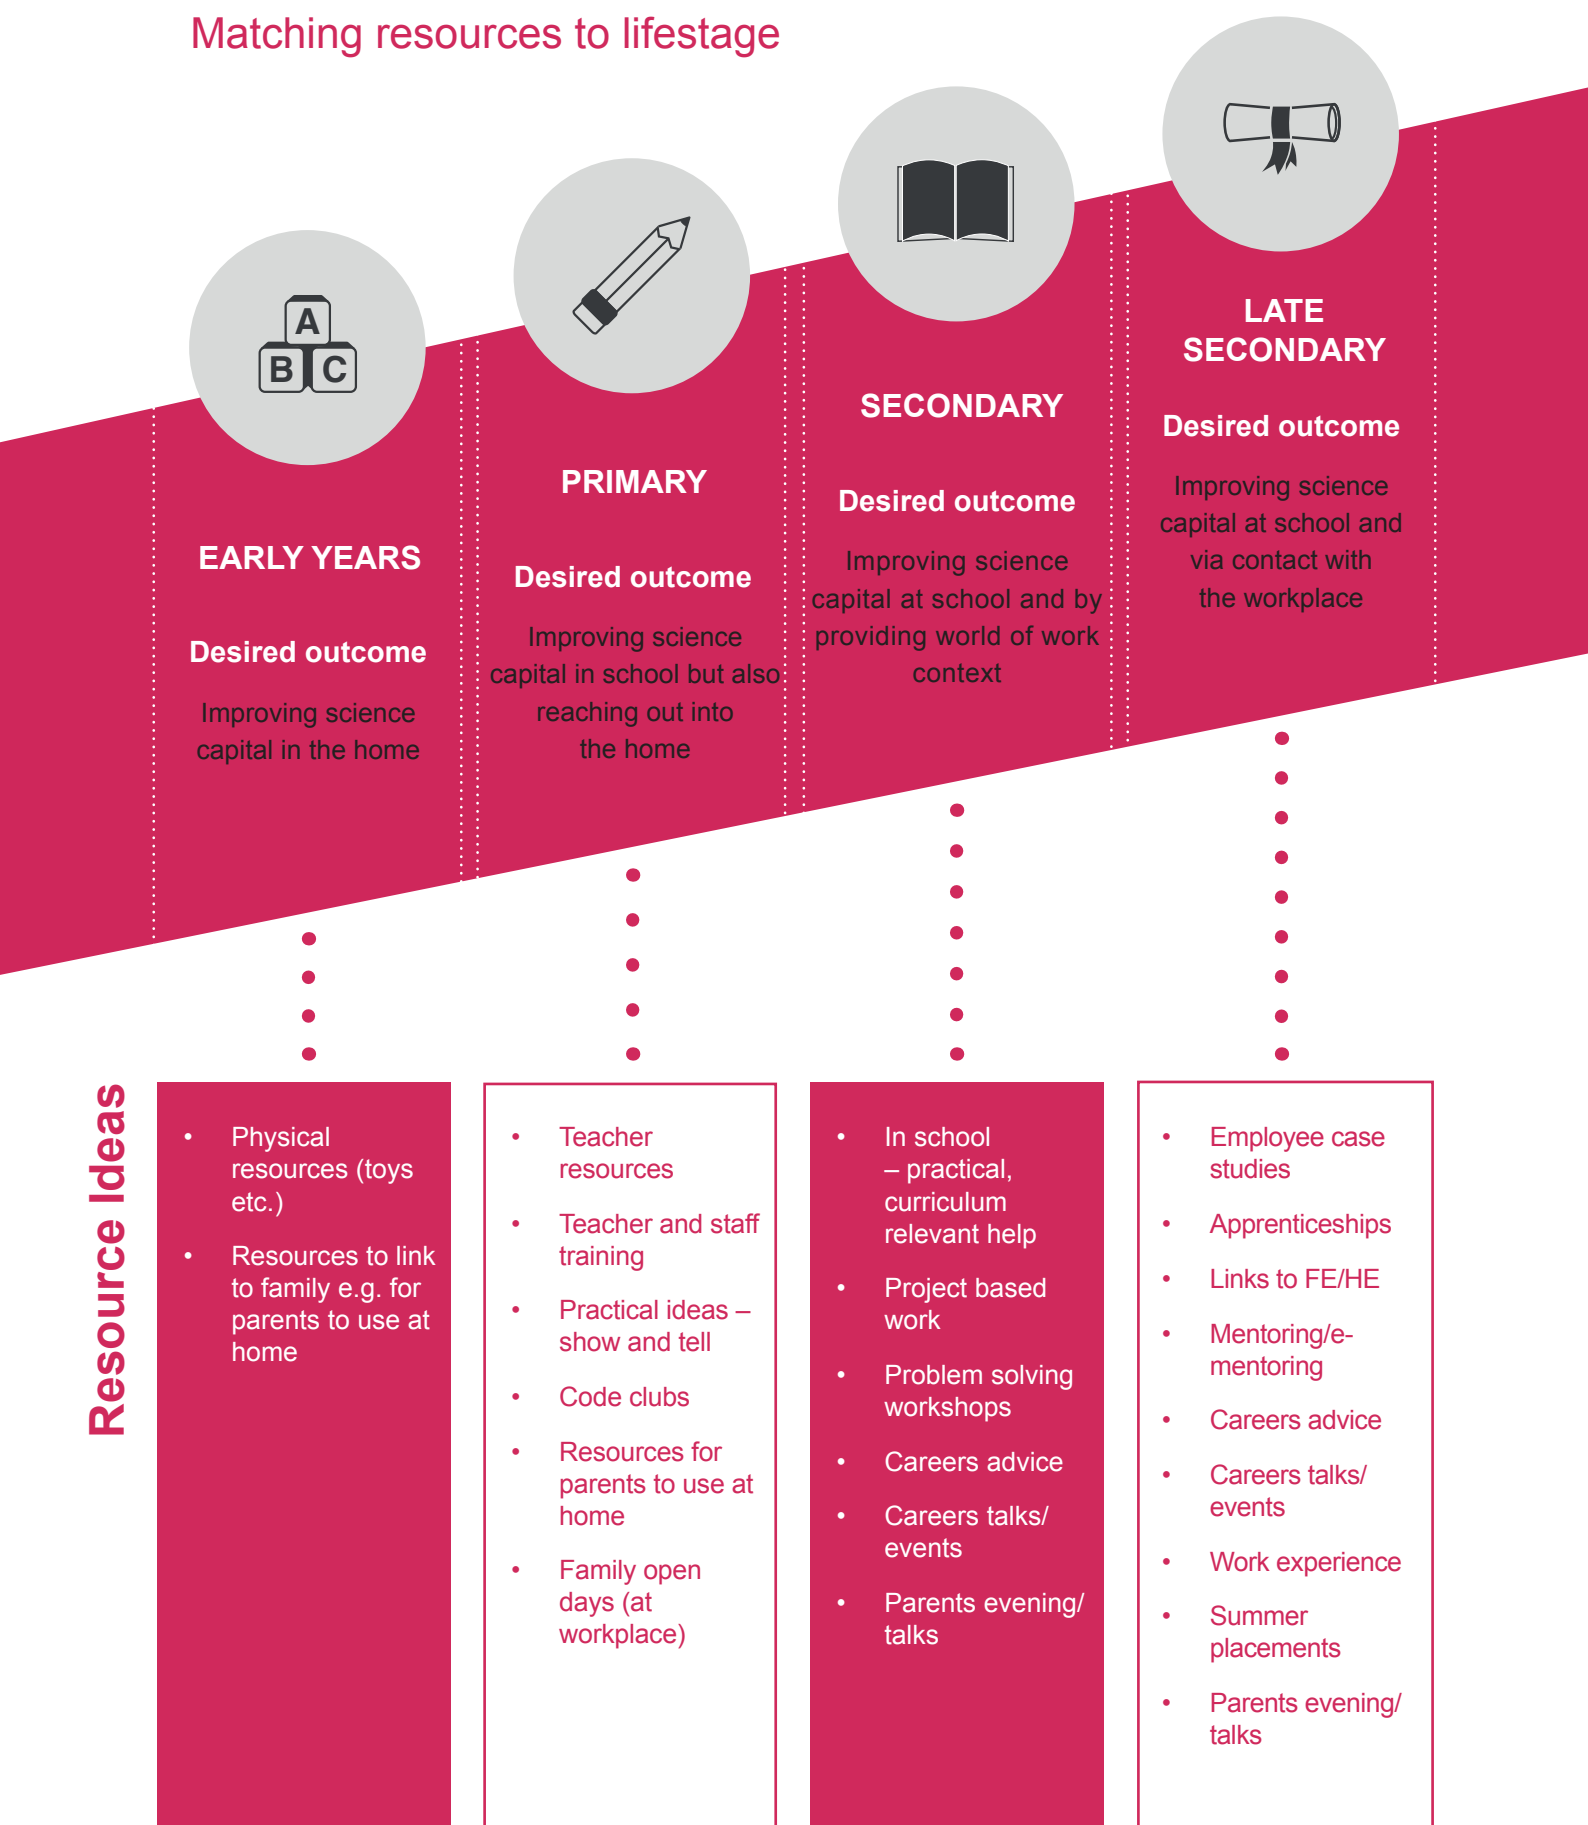 Matching resources to lifestage
A
B C
EARLY YEARS
Desired outcome
Improving science
capital in the home
PRIMARY
Desired outcome
Improving science
capital in school but also
reaching out into
the home
SECONDARY
Desired outcome
Improving science
capital at school and by
providing world of work
context
LATE
SECONDARY
Desired outcome
Improving science
capital at school and
via contact with
the workplace
Resource Ideas
• Physical
resources (toys
etc.)
• Resources to link
to family e.g. for
parents to use at
home
• Teacher
resources
• Teacher and staff
training
• Practical ideas –
show and tell
• Code clubs
• Resources for
parents to use at
home
• Family open
days (at
workplace)
• In school
– practical,
curriculum
relevant help
• Project based
work
• Problem solving
workshops
• Careers advice
• Careers talks/
events
• Parents evening/
talks
• Employee case
studies
• Apprenticeships
• Links to FE/HE
• Mentoring/e-
mentoring
• Careers advice
• Careers talks/
events
• Work experience
• Summer
placements
• Parents evening/
talks